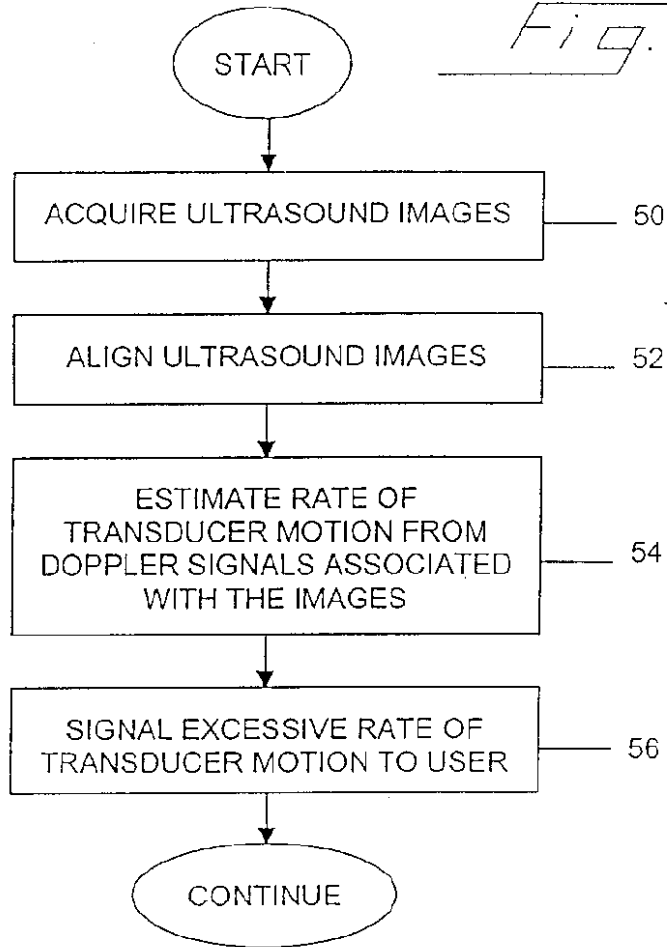 Fig.
START
ACQUIRE ULTRASOUND IMAGES
50
ALIGN ULTRASOUND IMAGES
52
ESTIMATE RATE OF
TRANSDUCER MOTION FROM
DOPPLER SIGNALS ASSOCIATED
WITH THE IMAGES
54
SIGNAL EXCESSIVE RATE OF
TRANSDUCER MOTION TO USER
56
CONTINUE